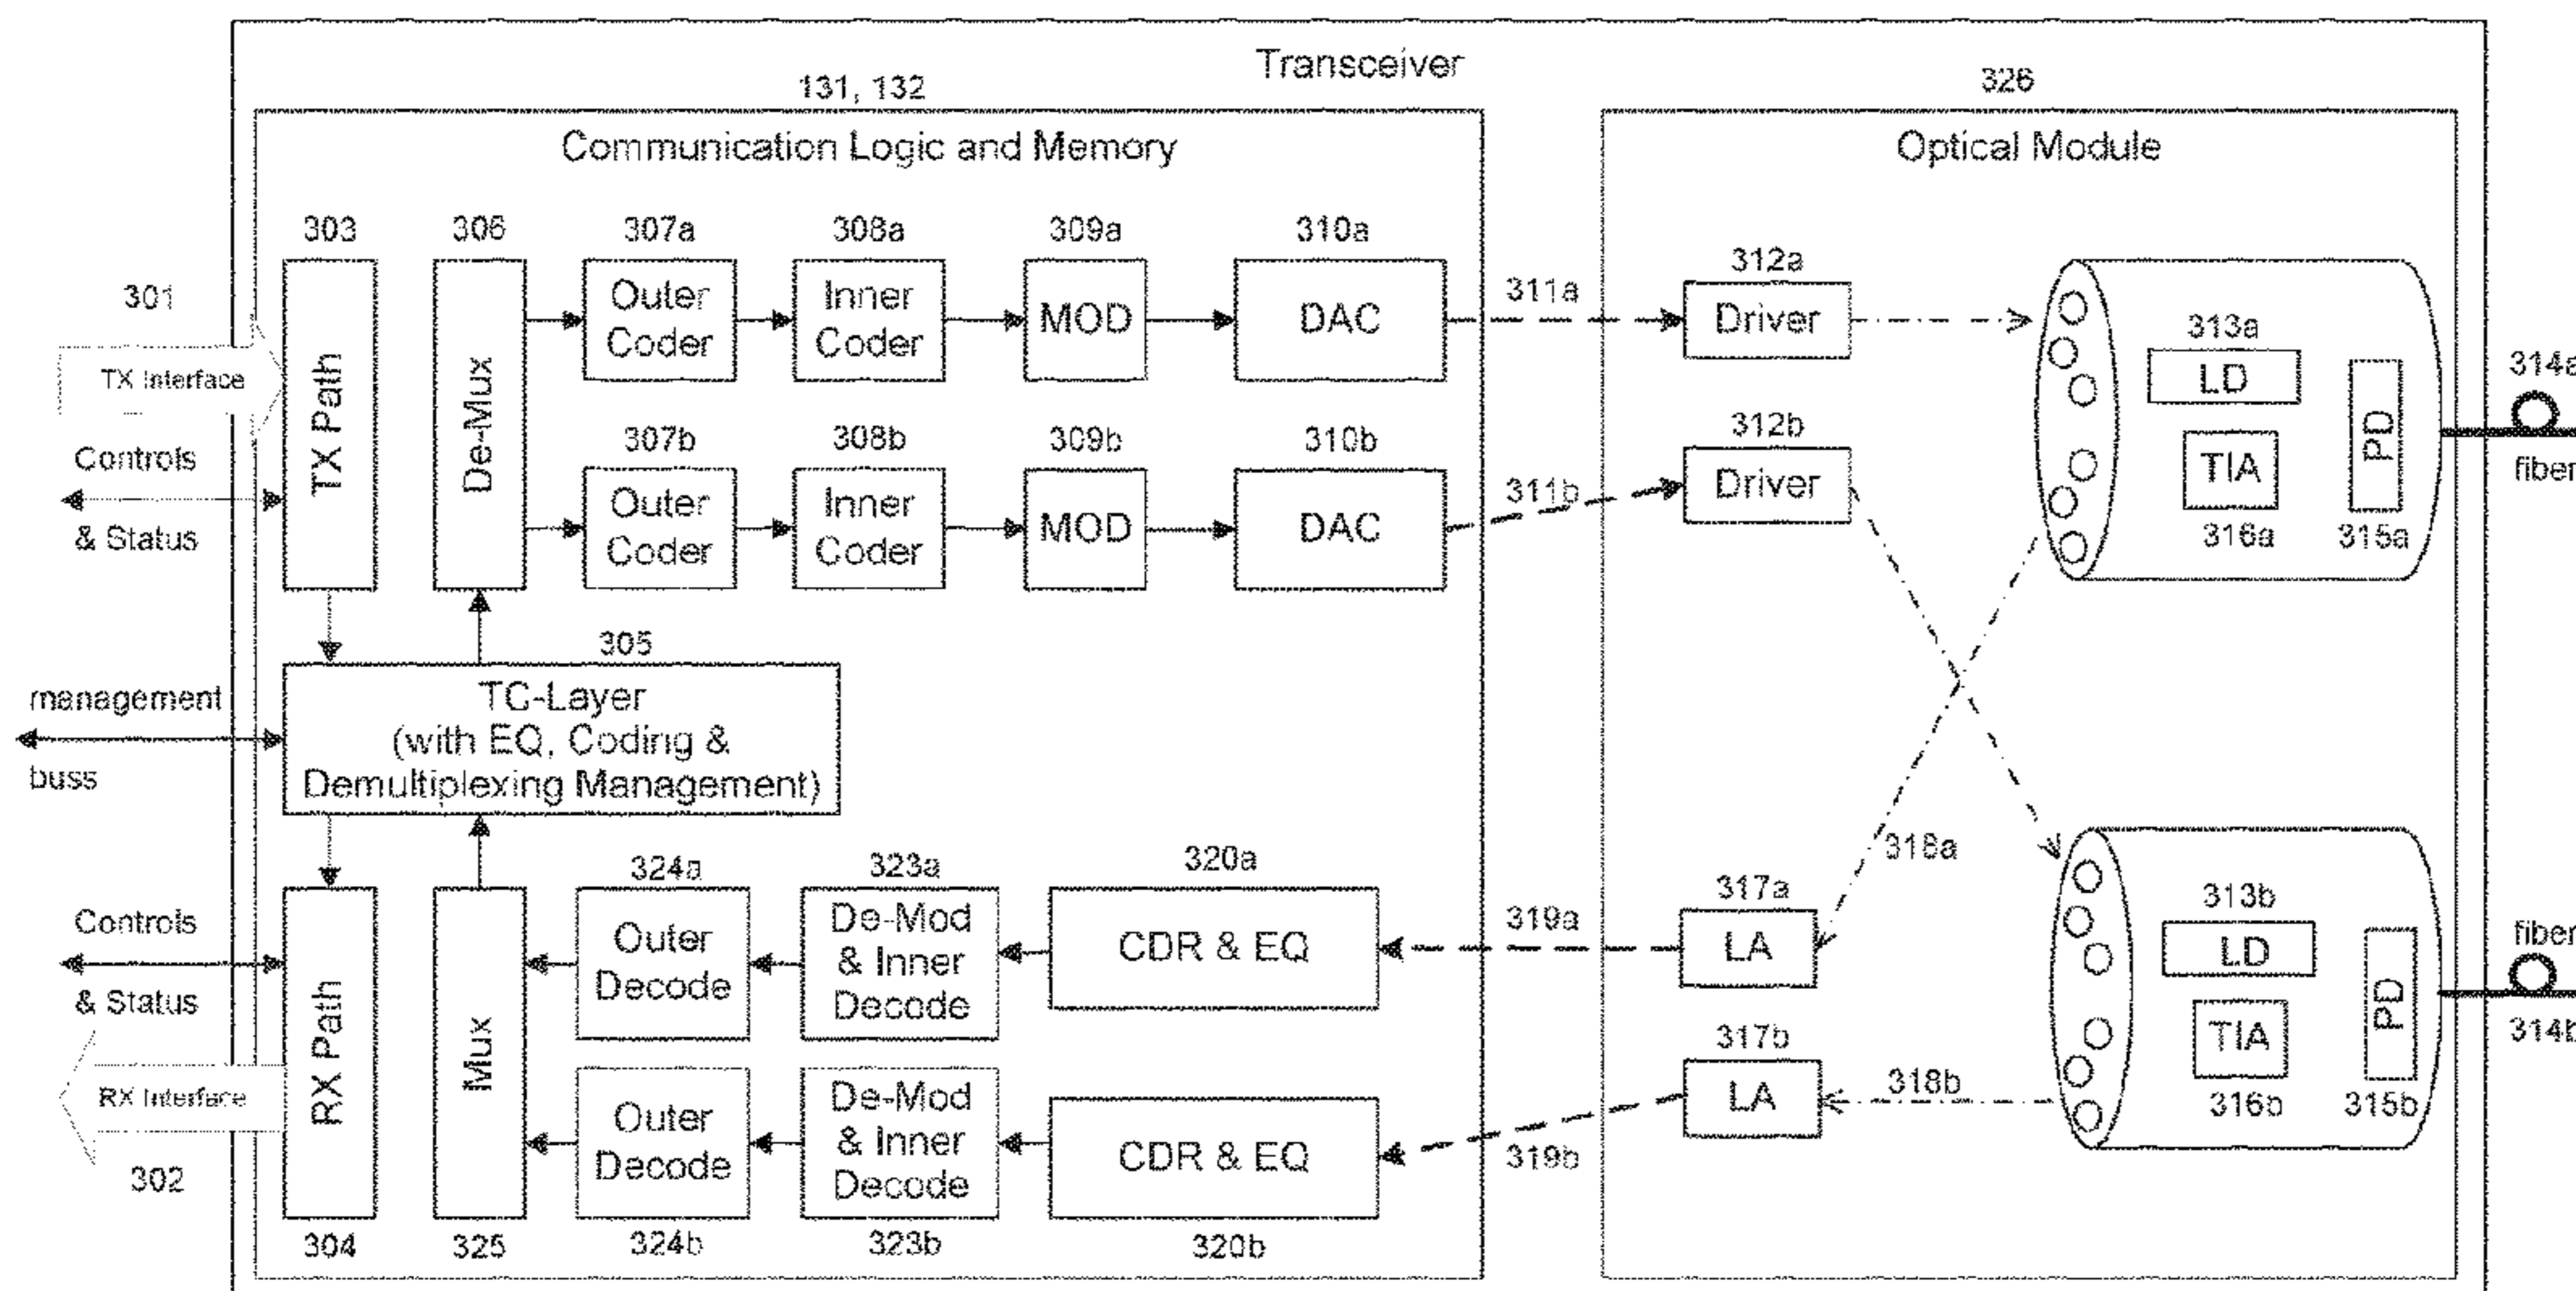 Transceiver
131, 132
326
Communication Logic and Memory
Optical Module
303
306
307a
308a
309a
310a
301
TX Interface
TX Path
De-Mux
Outer
Coder
Inner
Coder
MOD
DAC
311a
312a
Driver
313a
LD
TIA
316a
PD
315a
314a
fiber
Controls
& Status
307b
308b
309b
310b
Outer
Coder
Inner
Coder
MOD
DAC
311b
312b
Driver
management
buss
305
TC-Layer
(with EQ, Coding &
Demultiplexing Management)
324a
323a
320a
Controls
& Status
RX Interface
302
RX Path
304
Mux
325
Outer
Decode
De-Mod
& Inner
Decode
CDR & EQ
319a
317a
LA
318a
313b
LD
TIA
316b
PD
315b
fiber
314b
Outer
Decode
De-Mod
& Inner
Decode
CDR & EQ
319b
317b
LA
318b
324b
323b
320b